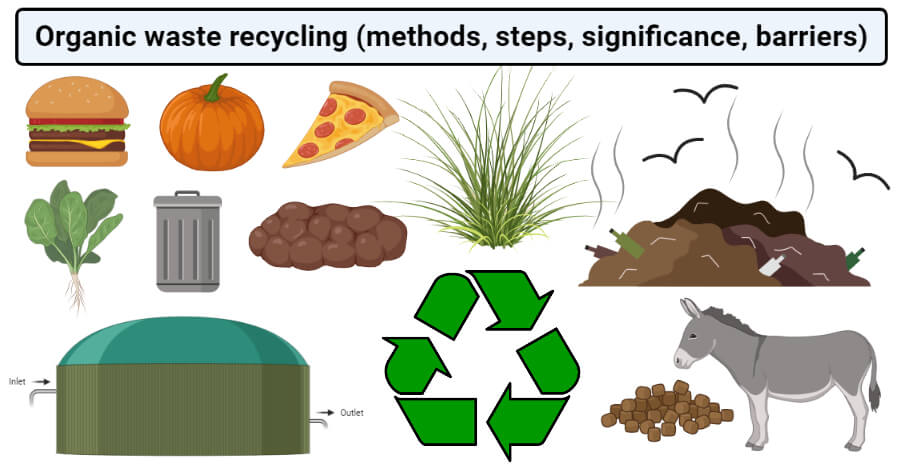 Organic waste recycling (methods, steps, significance, barriers)
Inlet
Outlet